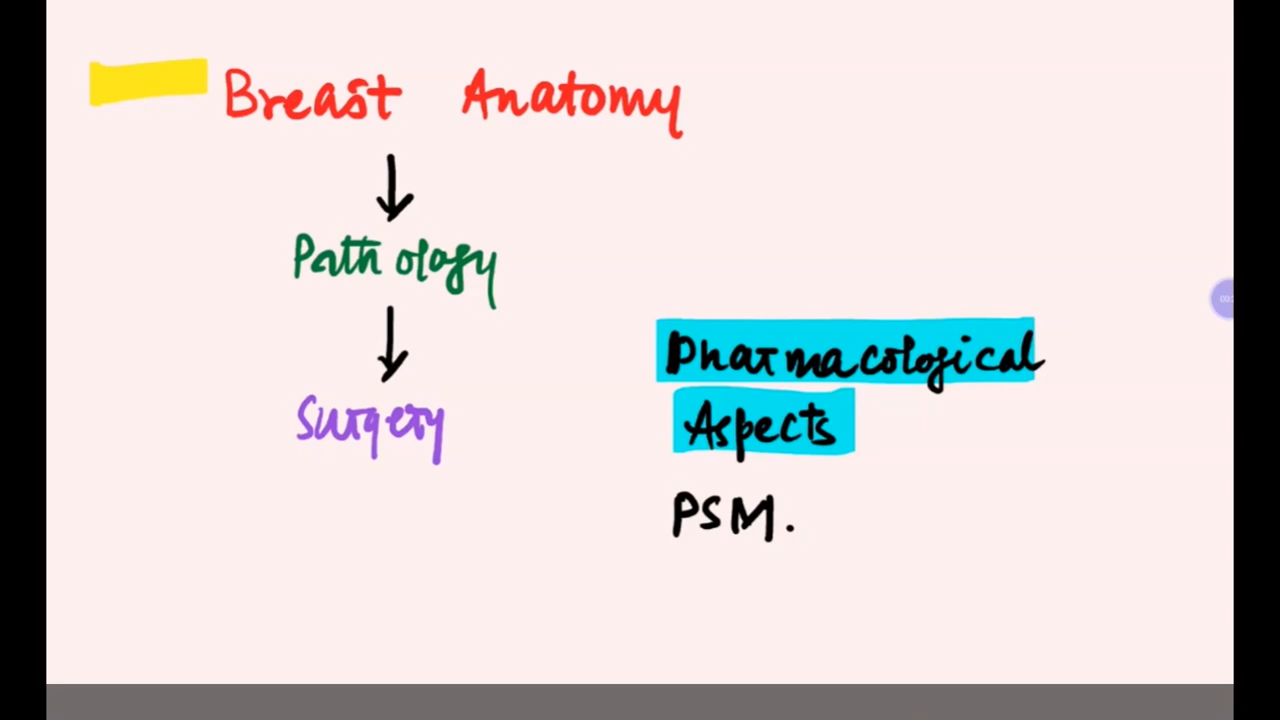 Breast Anatomy
Pathology
Surgery
Pharmacological
Aspects
PSM.